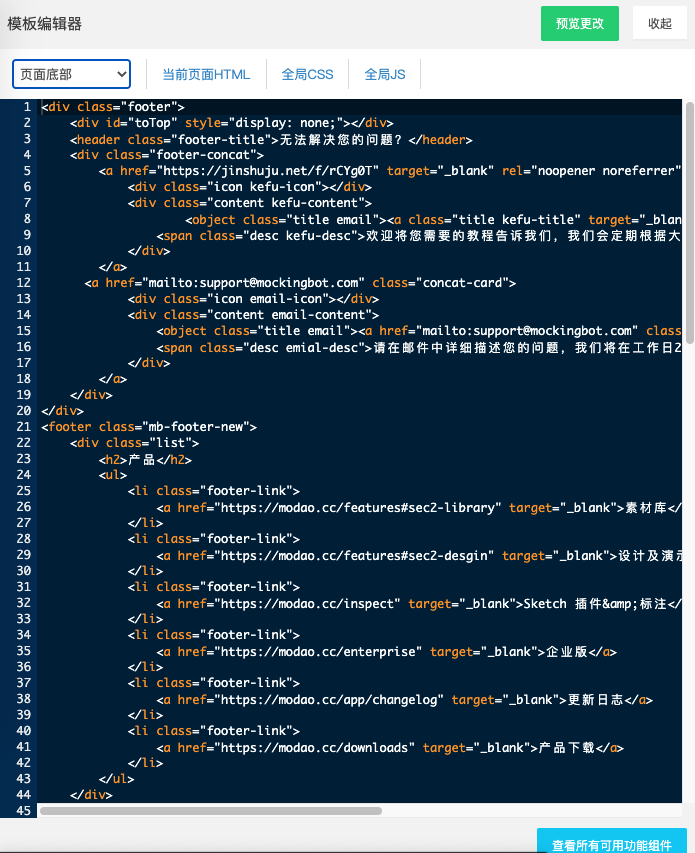 模板编辑器
预览更改
收起
页面底部
当前页面HTML
全局CSS
全局JS
1 <div class="footer">
2 <div id="toTop" style="display: none;"></div>
3 <header class="footer-title">无法解决您的问题？</header>
4 <div class="footer-concat">
5 <a href="https://jinshuju.net/f/rCYg0T" target="_blank" rel="noopener noreferrer"
6 <div class="icon kefu-icon"></div>
7 <div class="content kefu-content">
8 <object class="title email"><a class="title kefu-title" target="_blan
9 <span class="desc kefu-desc">欢迎将您需要的教程告诉我们，我们会定期根据大
10 </div>
11 </a>
12 <a href="mailto:support@mockingbot.com" class="concat-card">
13 <div class="icon email-icon"></div>
14 <div class="content email-content">
15 <object class="title email"><a href="mailto:support@mockingbot.com" class
16 <span class="desc emial-desc">请在邮件中详细描述您的问题，我们将在工作日2
17 </div>
18 </a>
19 </div>
20 </div>
21 <footer class="mb-footer-new">
22 <div class="list">
23 <h2>产品</h2>
24 <ul>
25 <li class="footer-link">
26 <a href="https://modao.cc/features#sec2-library" target="_blank">素材库</
27 </li>
28 <li class="footer-link">
29 <a href="https://modao.cc/features#sec2-desgin" target="_blank">设计及演示
30 </li>
31 <li class="footer-link">
32 <a href="https://modao.cc/inspect" target="_blank">Sketch 插件&amp;标注</
33 </li>
34 <li class="footer-link">
35 <a href="https://modao.cc/enterprise" target="_blank">企业版</a>
36 </li>
37 <li class="footer-link">
38 <a href="https://modao.cc/app/changelog" target="_blank">更新日志</a>
39 </li>
40 <li class="footer-link">
41 <a href="https://modao.cc/downloads" target="_blank">产品下载</a>
42 </li>
43 </ul>
44 </div>
45
查看所有可用功能组件